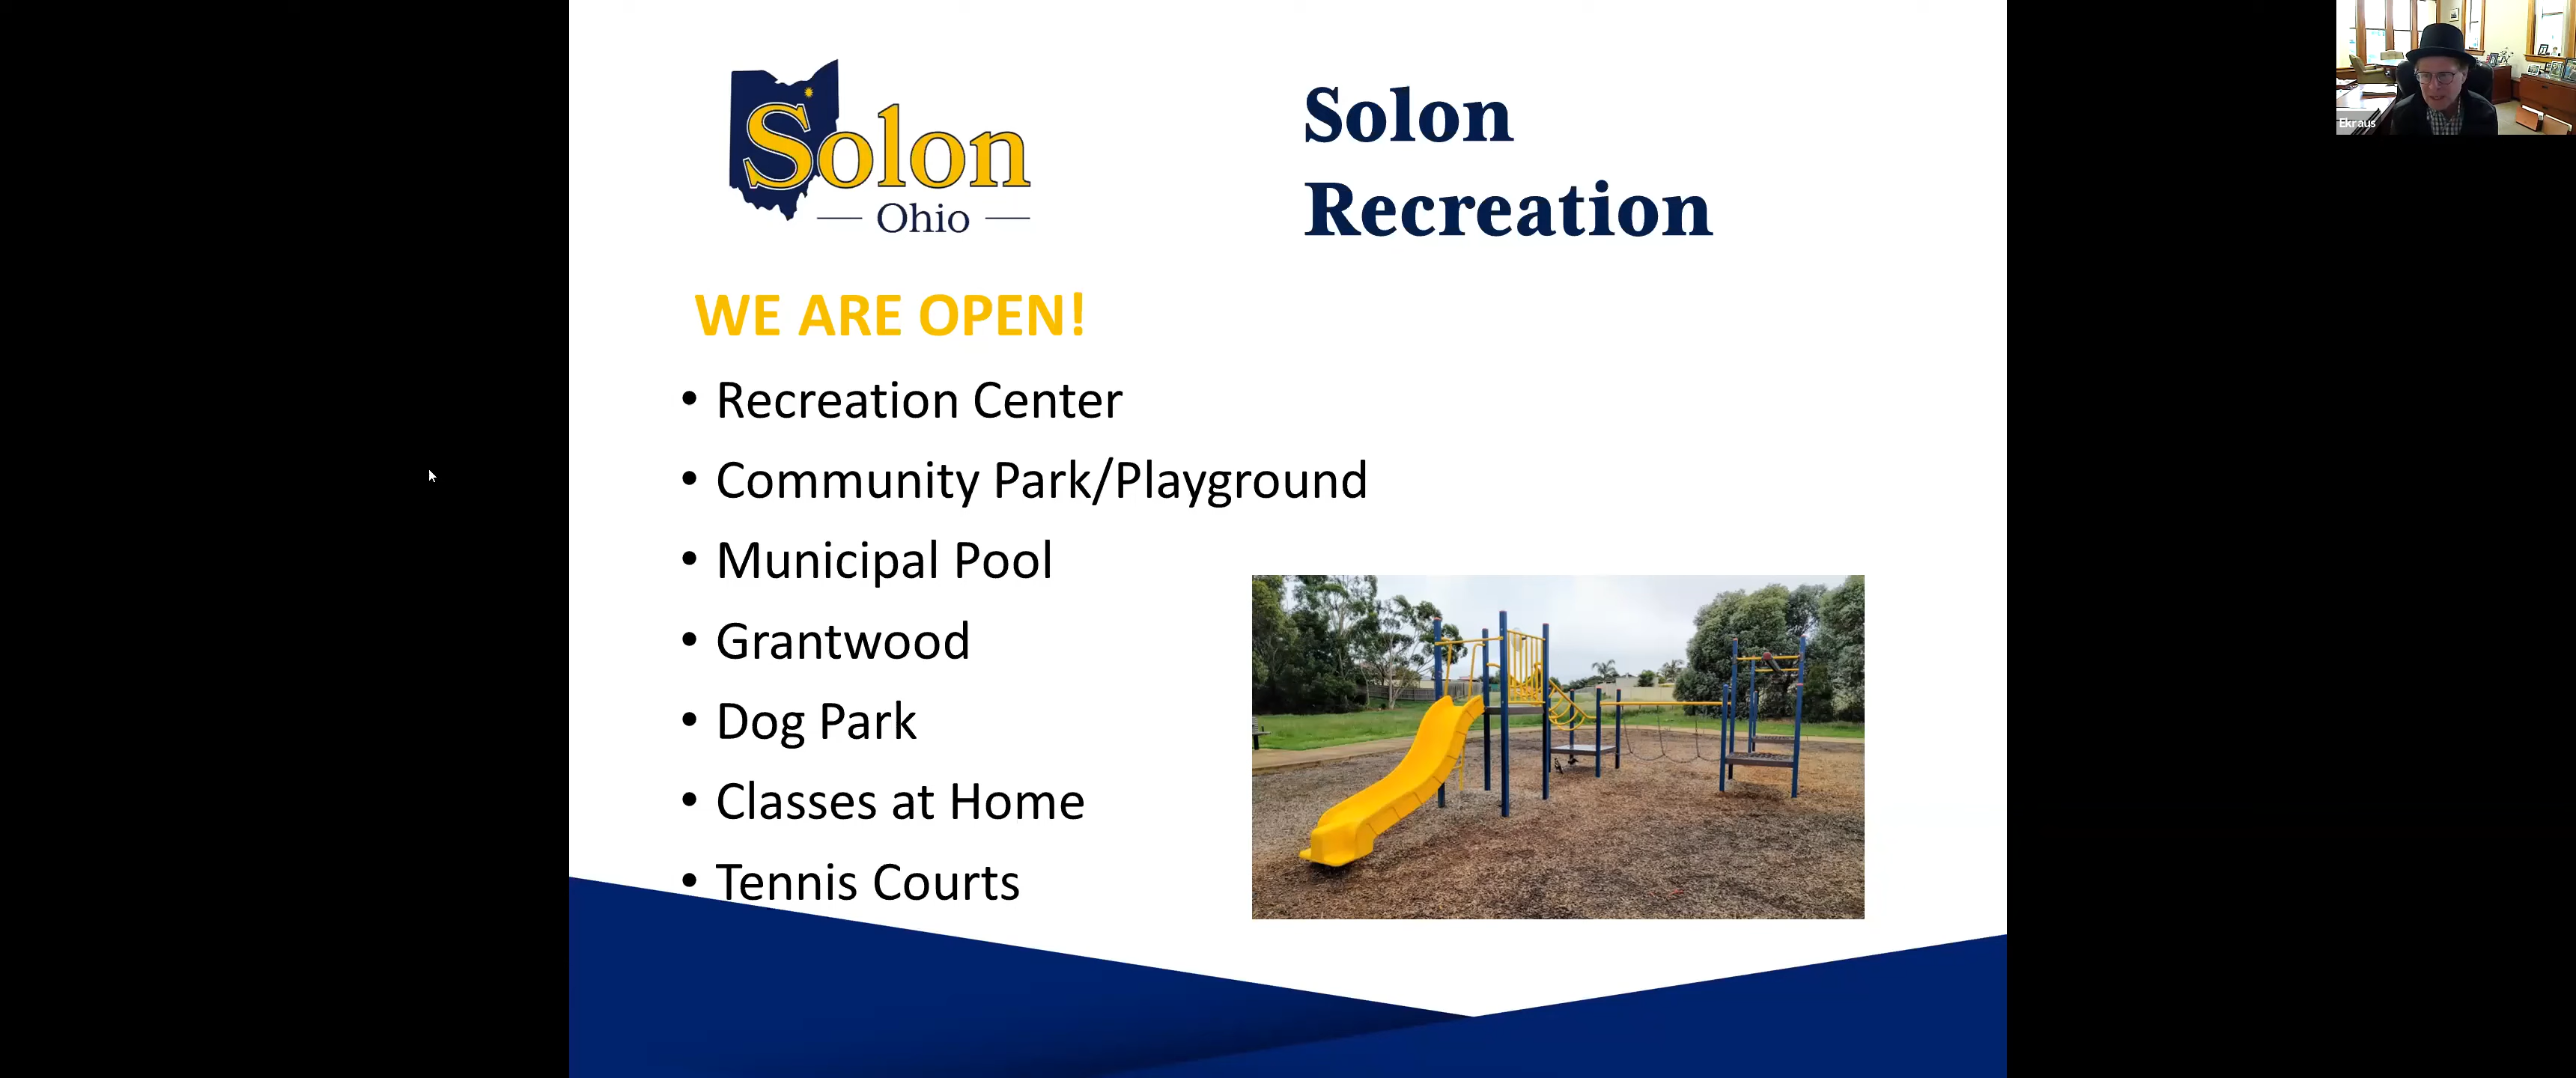 Solon
Ohio
Solon
Recreation
WE ARE OPEN!
• Recreation Center
• Community Park/Playground
• Municipal Pool
• Grantwood
• Dog Park
• Classes at Home
• Tennis Courts
Ekraus